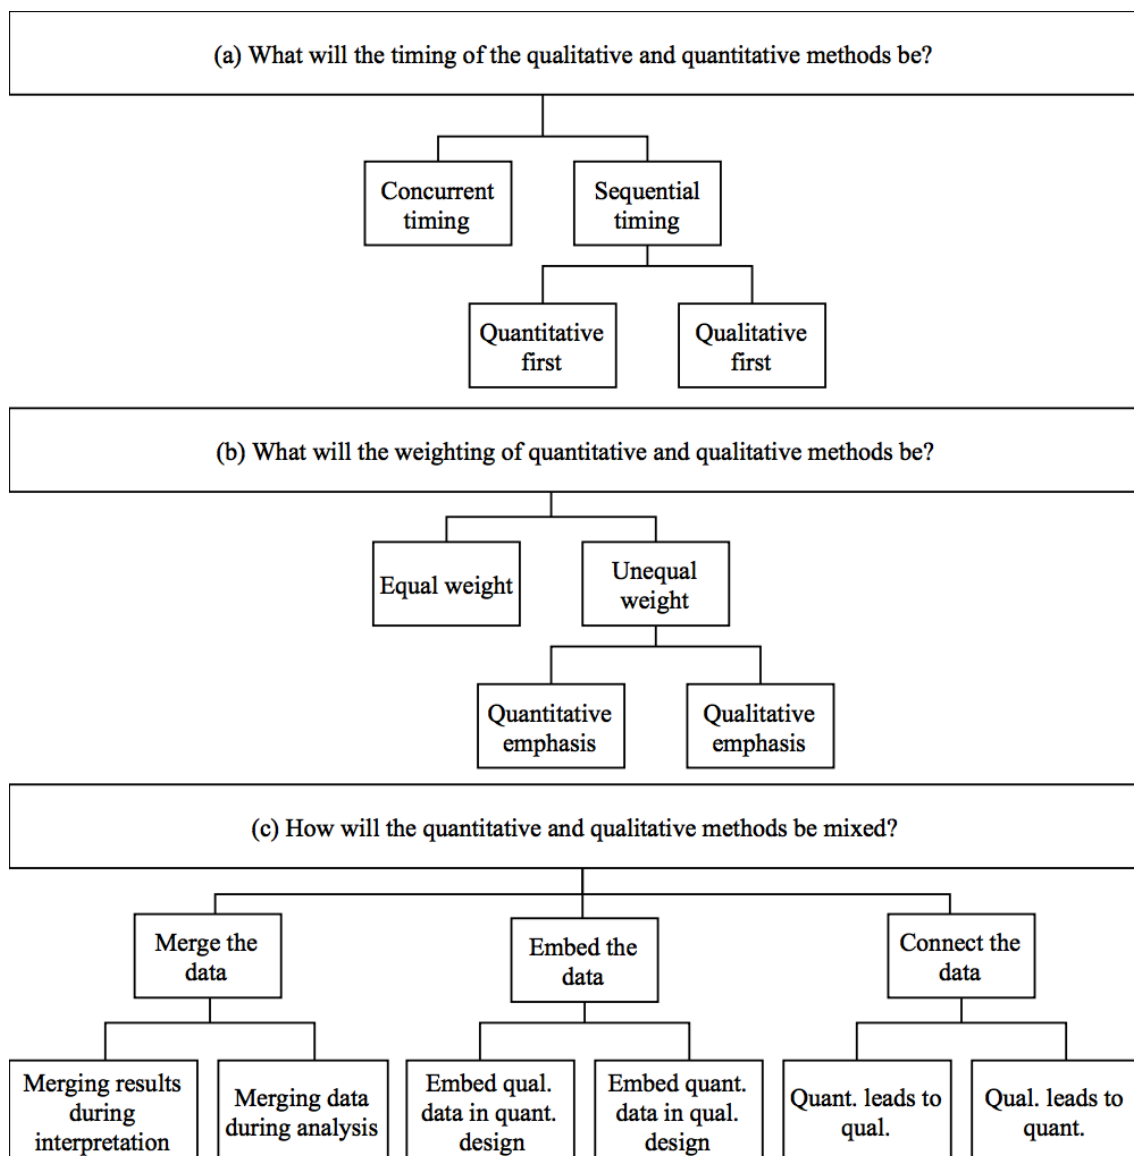 (a) What will the timing of the qualitative and quantitative methods be?
Concurrent
timing
Sequential
timing
Quantitative
first
Qualitative
first
(b) What will the weighting of quantitative and qualitative methods be?
Equal weight
Unequal
weight
Quantitative
emphasis
Qualitative
emphasis
(c) How will the quantitative and qualitative methods be mixed?
Merge the
data
Embed the
data
Connect the
data
Merging results
during
interpretation
Merging data
during analysis
Embed qual.
data in quant.
design
Embed quant.
data in qual.
design
Quant. leads to
qual.
Qual. leads to
quant.